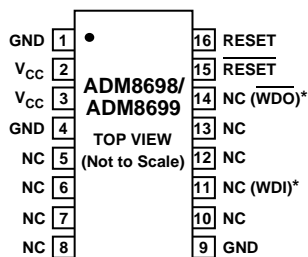 GND 1
16 RESET
VCC 2
15 RESET
ADM8698/
ADM8699
VCC 3
14 NC (WDO)*
GND 4
13 NC
TOP VIEW
(Not to Scale)
NC 5
12 NC
NC 6
11 NC (WDI)*
NC 7
10 NC
NC 8
9 GND